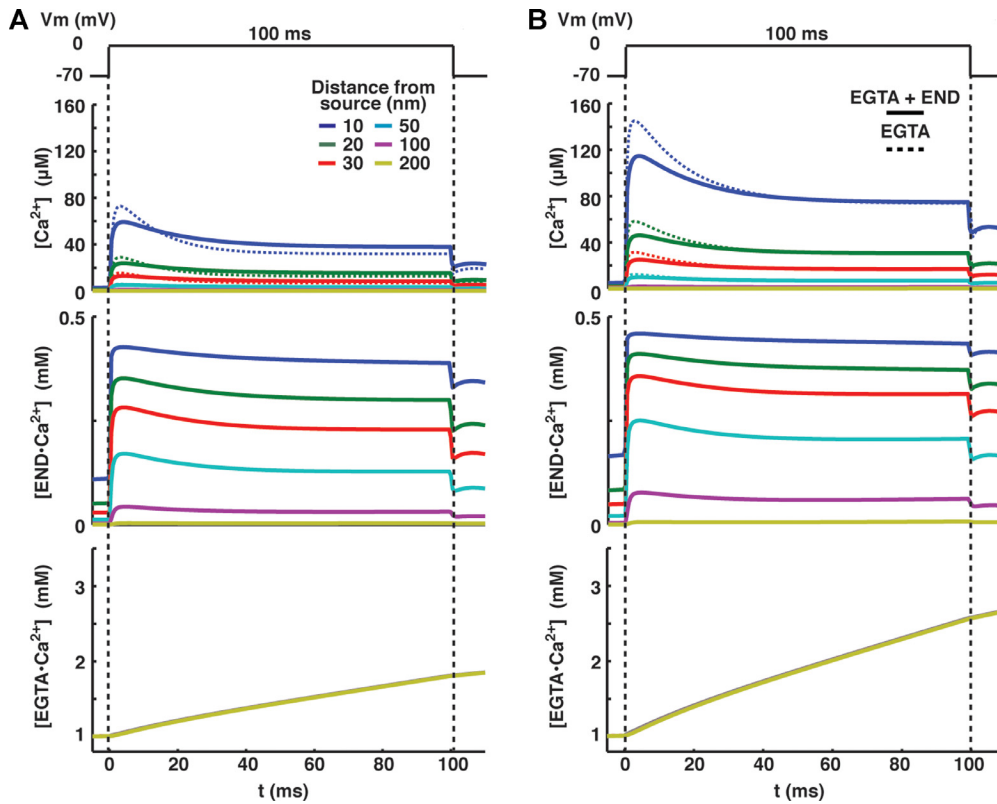 A
Vm (mV)
0
-70
100 ms
Distance from
source (nm)
10
50
20
100
30
200
[Ca²⁺] (µM)
160
120
80
40
0
[END·Ca²⁺] (mM)
0.5
0
[EGTA·Ca²⁺] (mM)
3
2
1
0
20
40
60
80
100
t (ms)
B
Vm (mV)
0
-70
100 ms
EGTA + END
EGTA
[Ca²⁺] (µM)
160
120
80
40
0
[END·Ca²⁺] (mM)
0.5
0
[EGTA·Ca²⁺] (mM)
3
2
1
0
20
40
60
80
100
t (ms)